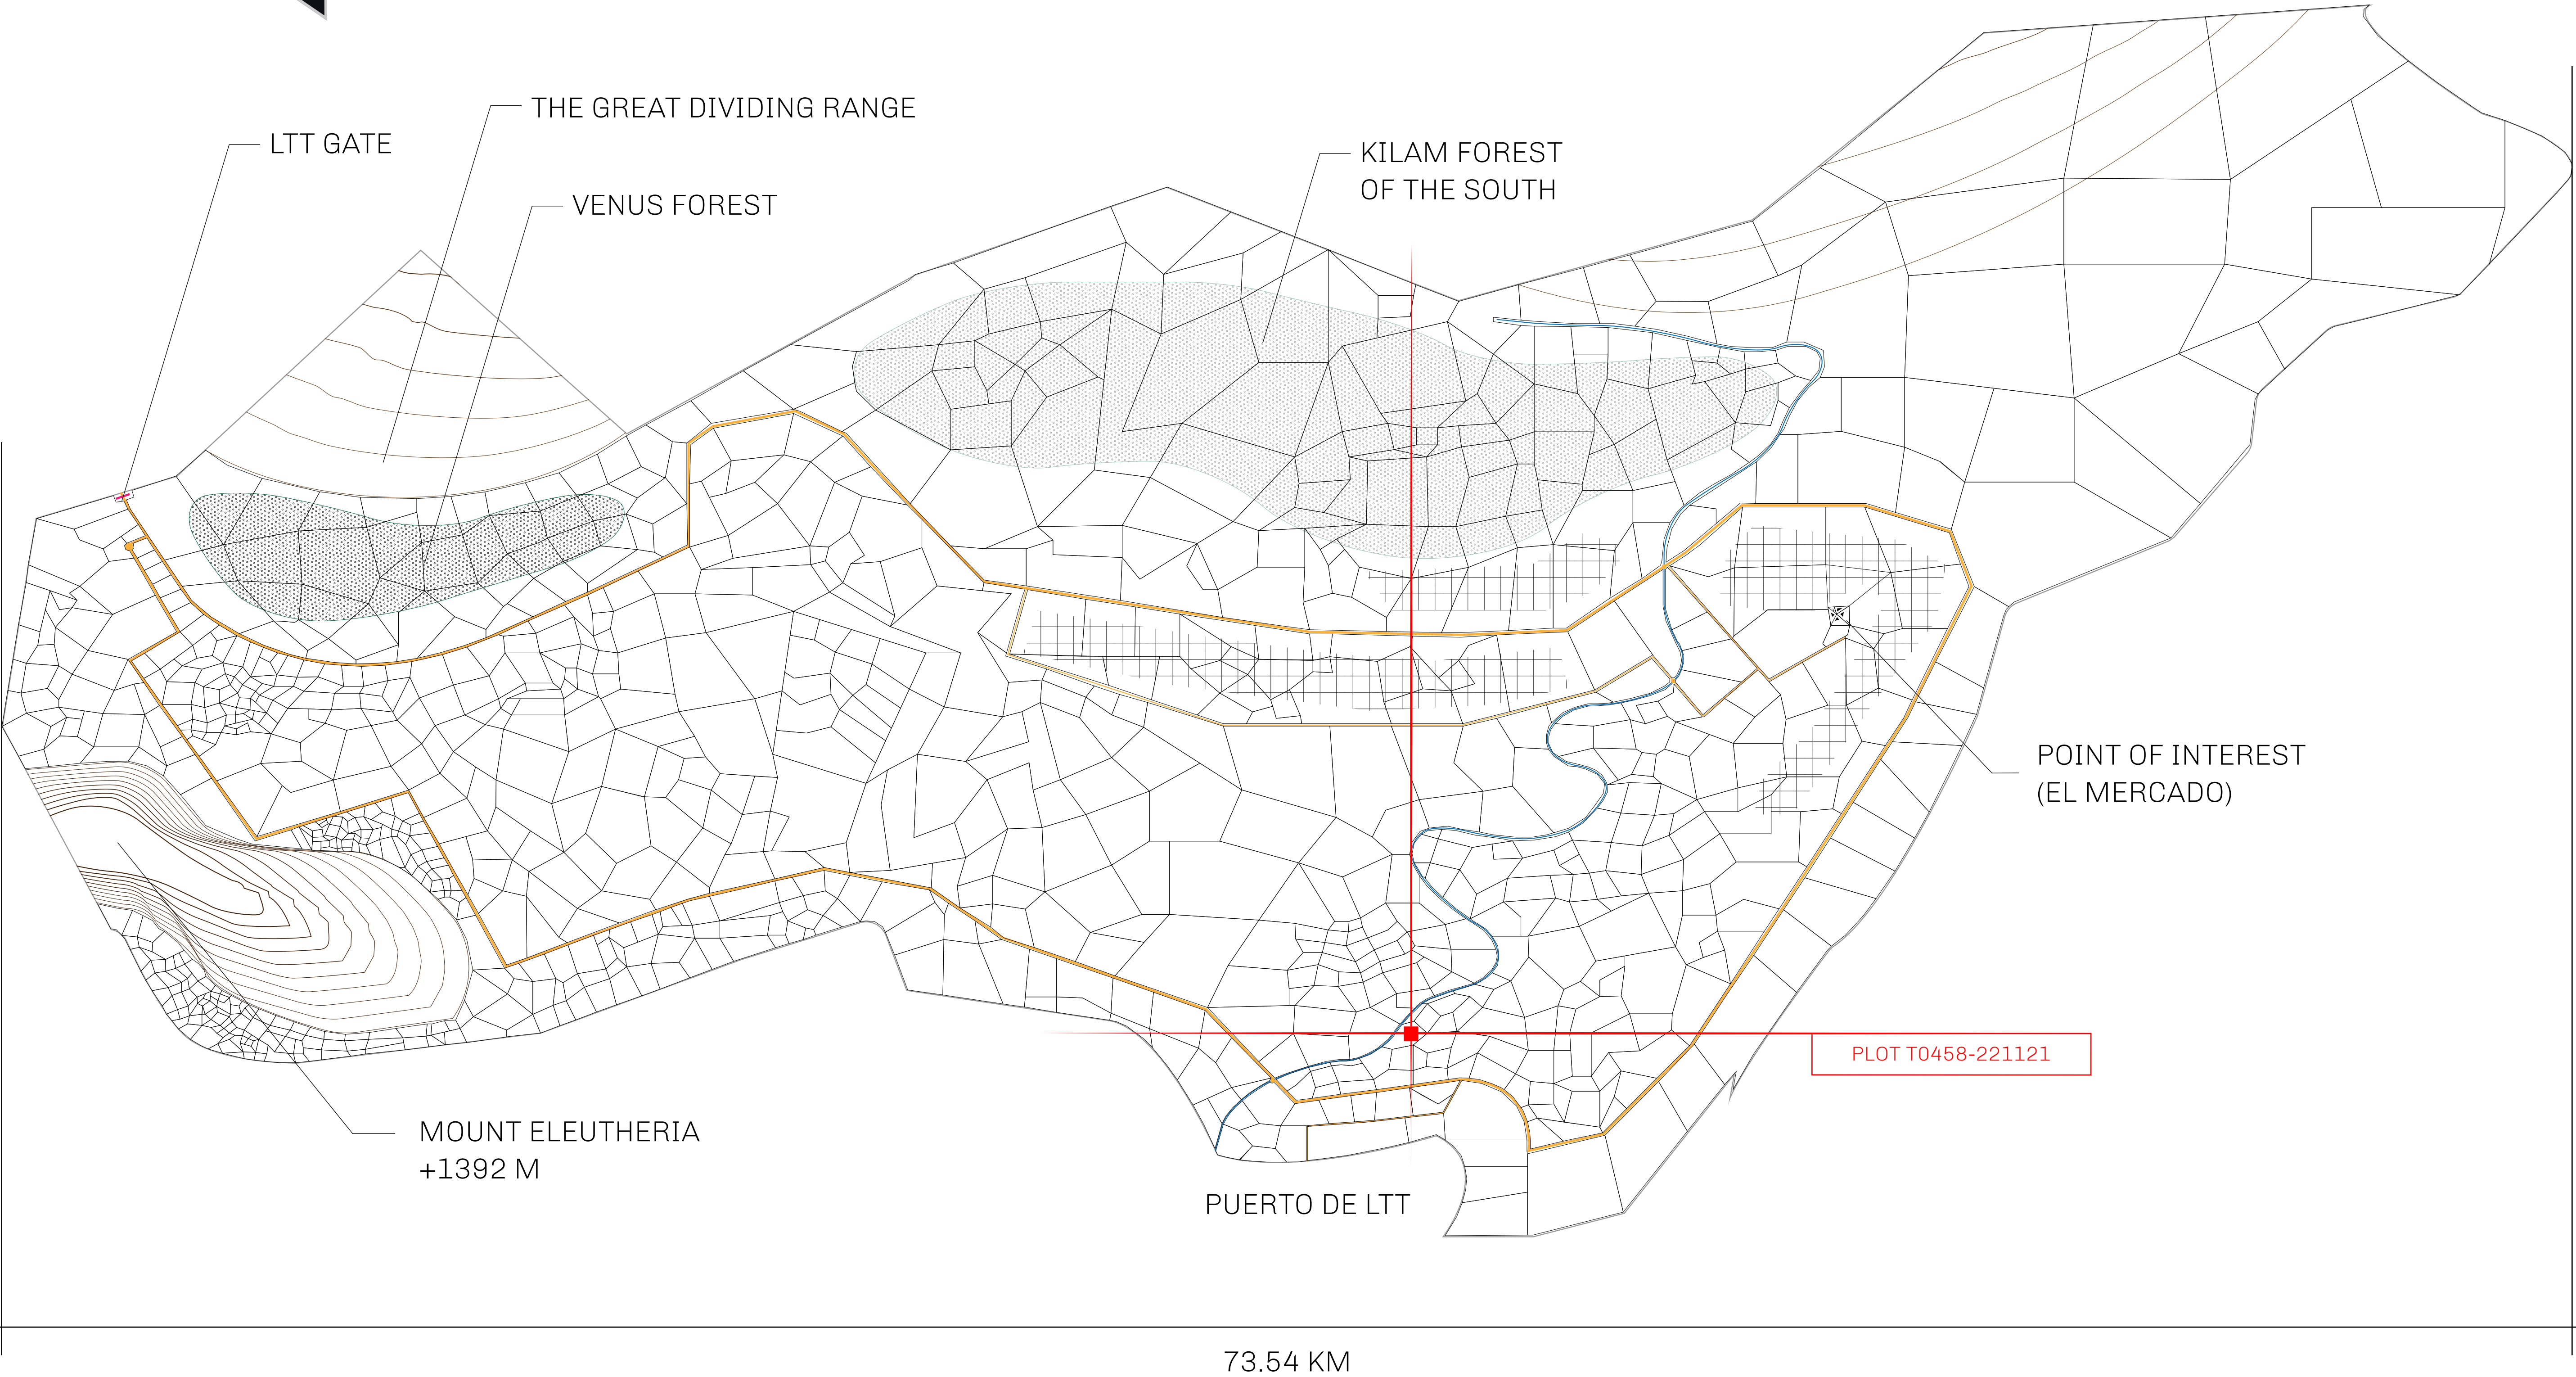 THE GREAT DIVIDING RANGE
LTT GATE
VENUS FOREST
KILAM FOREST
OF THE SOUTH
POINT OF INTEREST
(EL MERCADO)
PLOT T0458-221121
MOUNT ELEUTHERIA
+1392 M
PUERTO DE LTT
73.54 KM